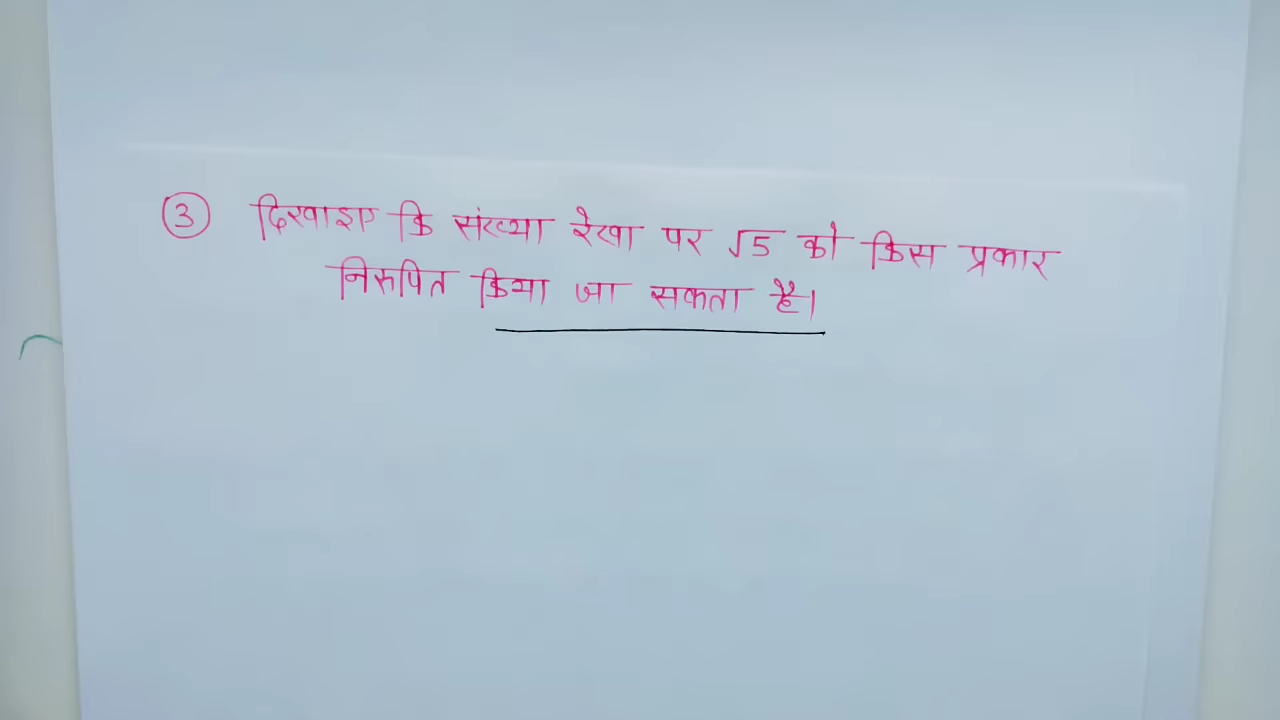 ③ दिखाइए कि संख्या रेखा पर √5 को किस प्रकार
निरुपित किया जा सकता है।